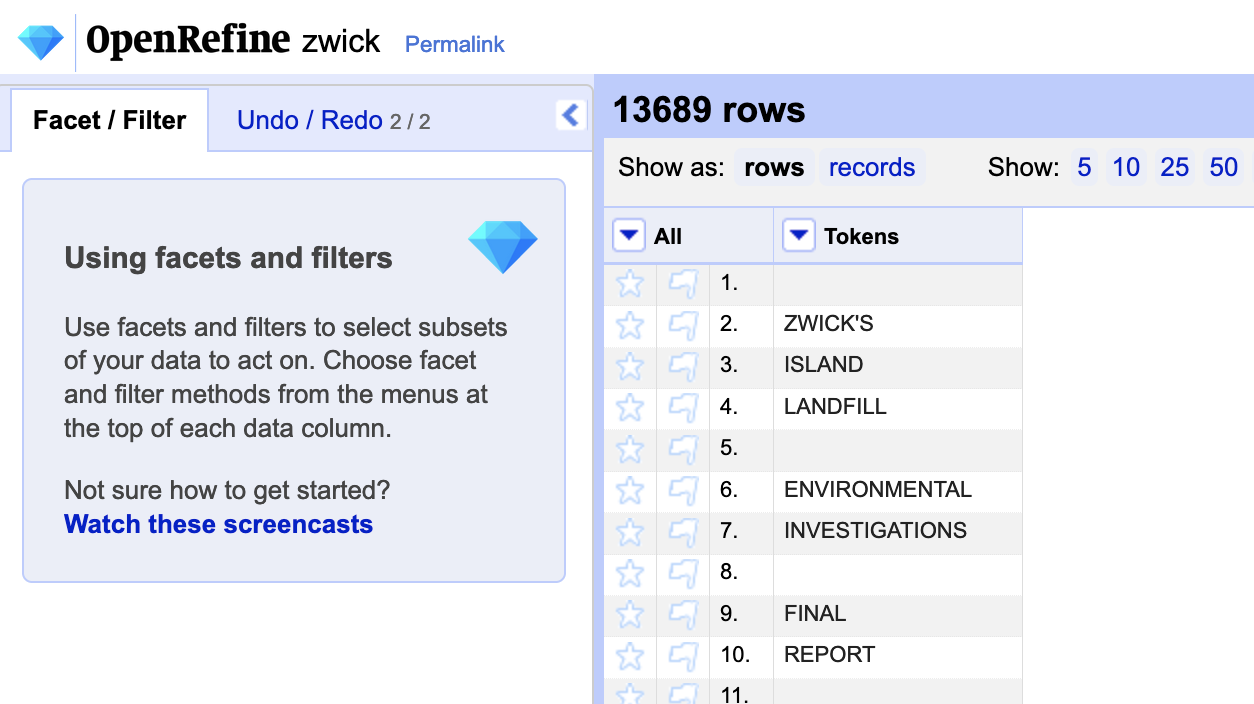 OpenRefine zwick Permalink
Facet / Filter Undo / Redo 2 / 2
Using facets and filters
Use facets and filters to select subsets
of your data to act on. Choose facet
and filter methods from the menus at
the top of each data column.
Not sure how to get started?
Watch these screencasts
13689 rows
Show as: rows records Show: 5 10 25 50
All Tokens
1.
2. ZWICK'S
3. ISLAND
4. LANDFILL
5.
6. ENVIRONMENTAL
7. INVESTIGATIONS
8.
9. FINAL
10. REPORT
11.